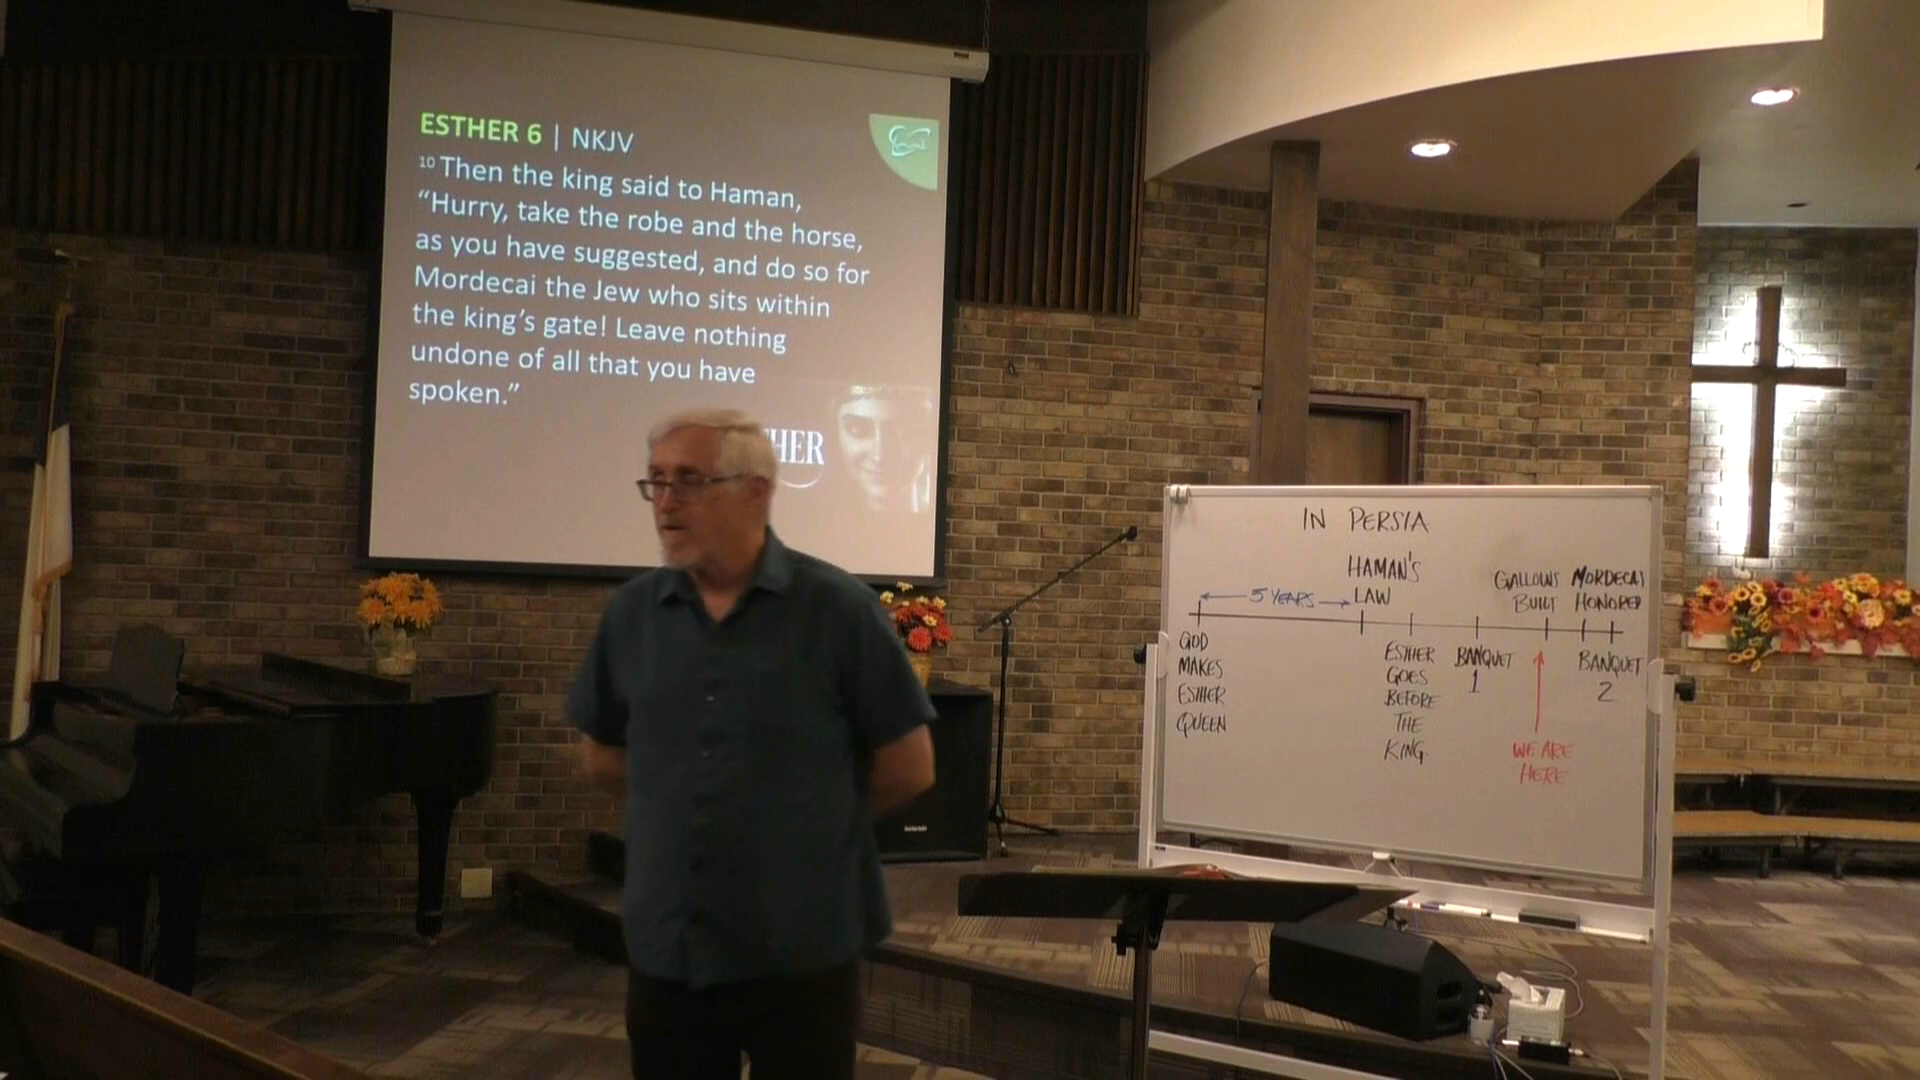 ESTHER 6 | NKJV
10 Then the king said to Haman,
“Hurry, take the robe and the horse,
as you have suggested, and do so for
Mordecai the Jew who sits within
the king’s gate! Leave nothing
undone of all that you have
spoken.”
HER
IN PERSIA
HAMAN'S
LAW
5 YEARS
GALLOWS
BUILT
MORDECAI
HONORED
GOD
MAKES
ESTHER
QUEEN
ESTHER
GOES
BEFORE
THE
KING
BANQUET
1
WE ARE
HERE
BANQUET
2